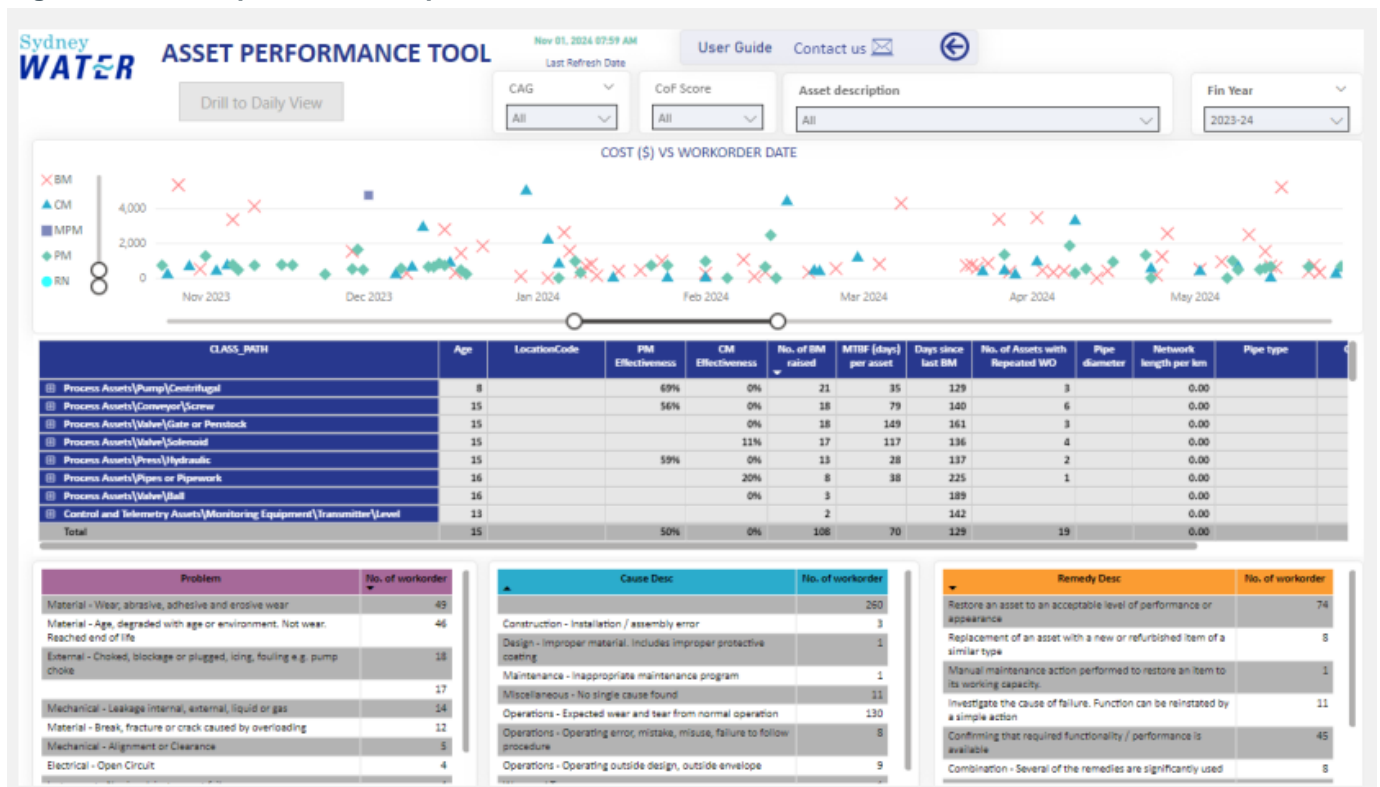 Sydney
WATER
ASSET PERFORMANCE TOOL
Nov 01, 2024 07:59 AM
Last Refresh Date
User Guide Contact us
Drill to Daily View
CAG
All
CoF Score
All
Asset description
All
Fin Year
2023-24
COST ($) VS WORKORDER DATE
BM
CM
MPM
PM
RN
4,000
2,000
0
Nov 2023 Dec 2023 Jan 2024 Feb 2024 Mar 2024 Apr 2024 May 2024
CLASS_PATH Age LocationCode PM Effectiveness CM Effectiveness No. of BM raised MTBF (days) per asset Days since last BM No. of Assets with Repeated WO Pipe diameter Network length per km Pipe type
Process Assets\Pump\Centrifugal 8 69% 0% 21 35 129 3 0.00
Process Assets\Conveyor\Screw 15 56% 0% 18 79 140 6 0.00
Process Assets\Valve\Gate or Penstock 15 0% 18 149 161 3 0.00
Process Assets\Valve\Solenoid 15 11% 17 117 136 4 0.00
Process Assets\Press\Hydraulic 15 59% 0% 13 28 137 2 0.00
Process Assets\Pipes or Pipework 16 20% 8 38 225 1 0.00
Process Assets\Valve\Ball 16 0% 3 189 0.00
Control and Telemetry Assets\Monitoring Equipment\Transmitter\Level 13 2 142 0.00
Total 15 50% 0% 108 70 129 19 0.00
Problem No. of workorder
Material - Wear, abrasive, adhesive and erosive wear 49
Material - Age, degraded with age or environment. Not wear. 46
Reached end of life
External - Choked, blockage or plugged, icing, fouling e.g. pump 18
choke
17
Mechanical - Leakage internal, external, liquid or gas 14
Material - Break, fracture or crack caused by overloading 12
Mechanical - Alignment or Clearance 5
Electrical - Open Circuit 4
Cause Desc No. of workorder
260
Construction - Installation / assembly error 3
Design - Improper material. Includes improper protective 1
coating
Maintenance - Inappropriate maintenance program 1
Miscellaneous - No single cause found 11
Operations - Expected wear and tear from normal operation 130
Operations - Operating error, mistake, misuse, failure to follow 8
procedure
Operations - Operating outside design, outside envelope 9
Remedy Desc No. of workorder
Restore an asset to an acceptable level of performance or 74
appearance
Replacement of an asset with a new or refurbished item of a 8
similar type
Manual maintenance action performed to restore an item to 1
its working capacity.
Investigate the cause of failure. Function can be reinstated by 11
a simple action
Confirming that required functionality / performance is 45
available
Combination - Several of the remedies are significantly used 8